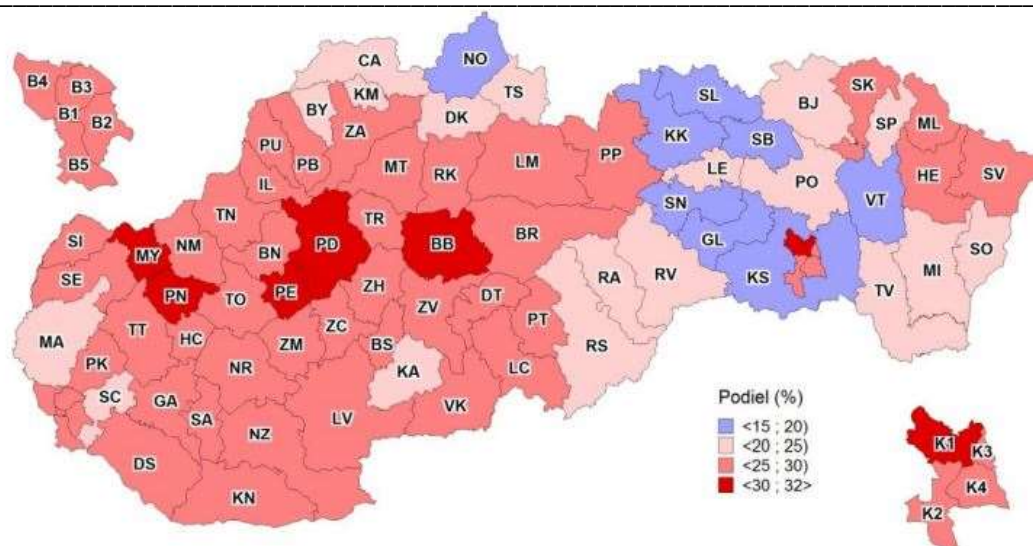 CA
NO
KM
TS
BY
DK
ZA
PU
PB
MT
RK
LM
PP
IL
SL
KK
SB
BJ
SK
SP
ML
LE
PO
HE
SV
SN
VT
GL
KS
TN
TR
SI
MY
NM
BN
PD
BB
BR
SE
PN
TO
PE
ZH
RA
RV
SO
MI
TV
MA
TT
HC
ZM
ZC
ZV
DT
PT
BS
KA
LC
RS
PK
SC
GA
NR
SA
LV
VK
NZ
DS
KN
B4
B3
B1
B2
B5
Podiel (%)
<15 ; 20)
<20 ; 25)
<25 ; 30)
<30 ; 32>
K1
K3
K4
K2